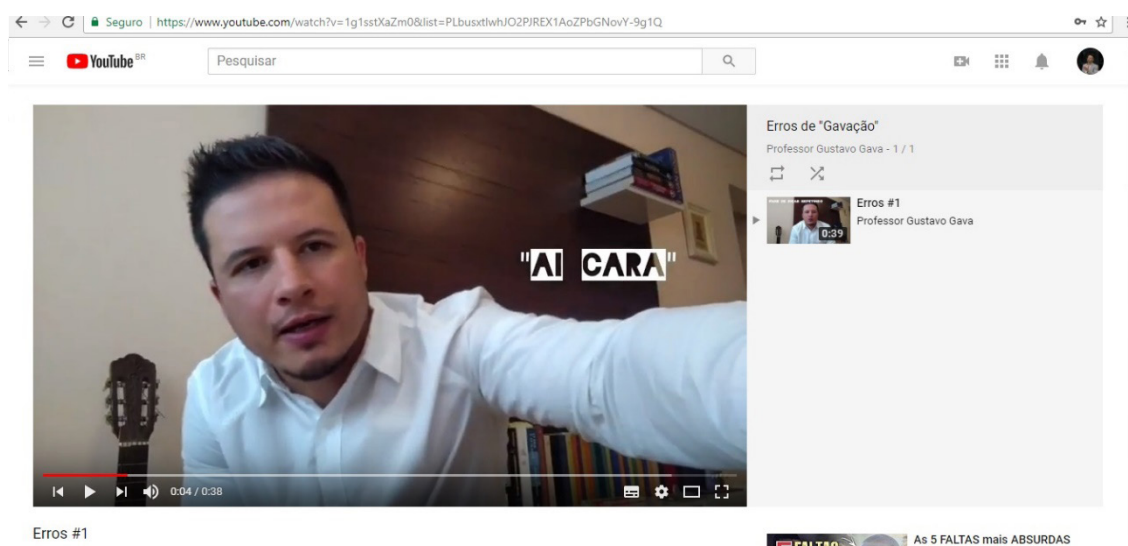 Seguro | https://www.youtube.com/watch?v=1g1sstXaZm0&list=PLbusxtlwhJO2PJREX1AoZPbGNovY-9g1Q
YouTube BR
Pesquisar
"AI CARA"
0:04 / 0:38
Erros de "Gavação"
Professor Gustavo Gava - 1 / 1
Erros #1
Professor Gustavo Gava
0:39
Erros #1
As 5 FALTAS mais ABSURDAS